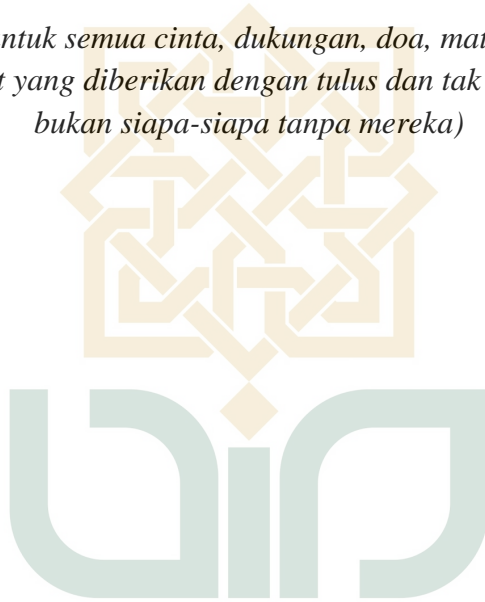 ntuk semua cinta, dukungan, doa, mat
yang diberikan dengan tulus dan tak
bukan siapa-siapa tanpa mereka)